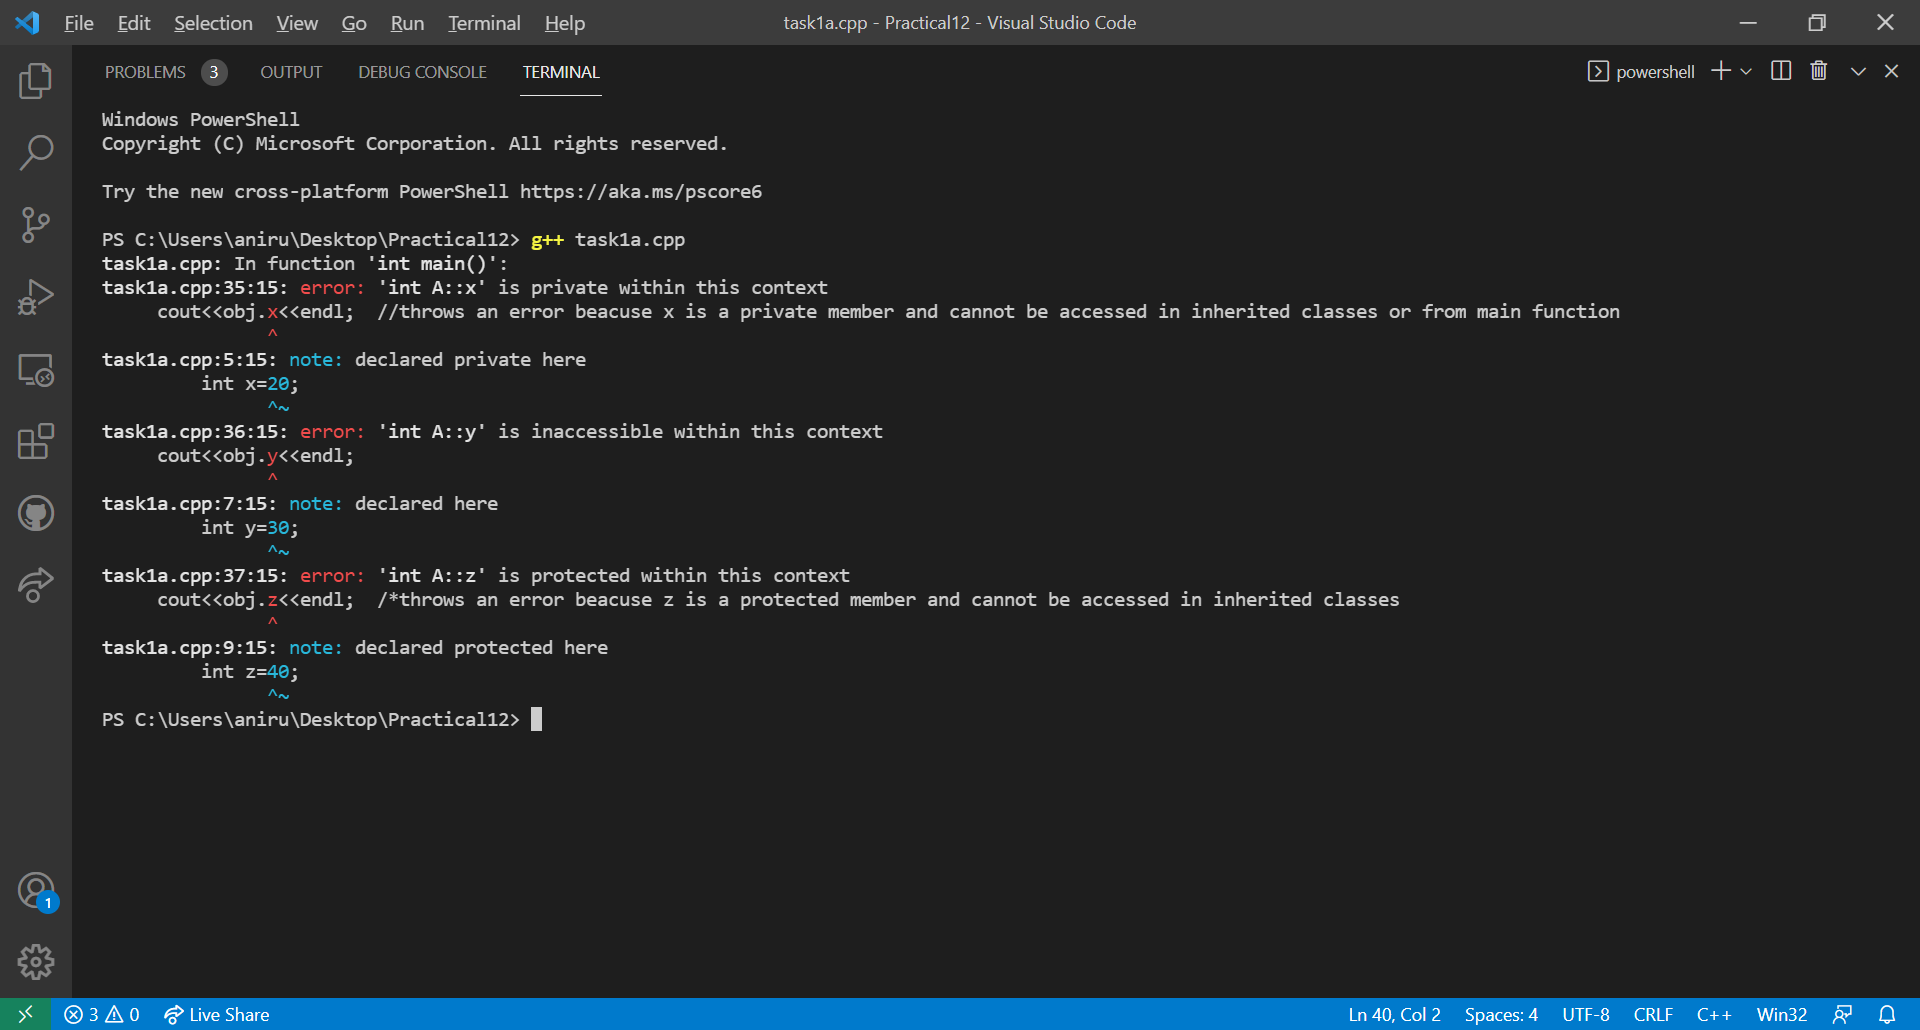 File Edit Selection View Go Run Terminal Help task1a.cpp - Practical12 - Visual Studio Code
PROBLEMS 3 OUTPUT DEBUG CONSOLE TERMINAL powershell
Windows PowerShell
Copyright (C) Microsoft Corporation. All rights reserved.
Try the new cross-platform PowerShell https://aka.ms/pscore6
PS C:\Users\aniru\Desktop\Practical12> g++ task1a.cpp
task1a.cpp: In function 'int main()':
task1a.cpp:35:15: error: 'int A::x' is private within this context
cout<<obj.x<<endl;  //throws an error beacuse x is a private member and cannot be accessed in inherited classes or from main function
^
task1a.cpp:5:15: note: declared private here
int x=20;
^~
task1a.cpp:36:15: error: 'int A::y' is inaccessible within this context
cout<<obj.y<<endl;
^
task1a.cpp:7:15: note: declared here
int y=30;
^~
task1a.cpp:37:15: error: 'int A::z' is protected within this context
cout<<obj.z<<endl;  /*throws an error beacuse z is a protected member and cannot be accessed in inherited classes
^
task1a.cpp:9:15: note: declared protected here
int z=40;
^~
PS C:\Users\aniru\Desktop\Practical12>
1
3 0 Live Share Ln 40, Col 2 Spaces: 4 UTF-8 CRLF C++ Win32